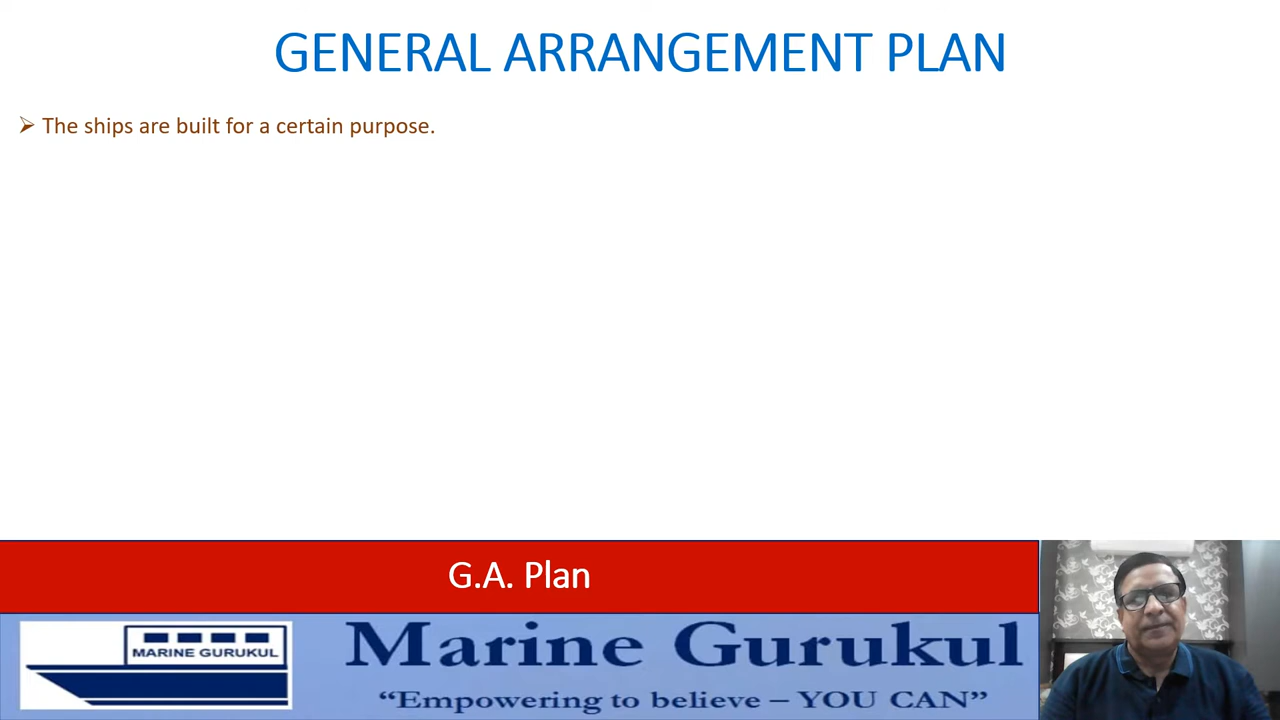 GENERAL ARRANGEMENT PLAN
➢ The ships are built for a certain purpose.
G.A. Plan
MARINE GURUKUL
Marine Gurukul
“Empowering to believe – YOU CAN”